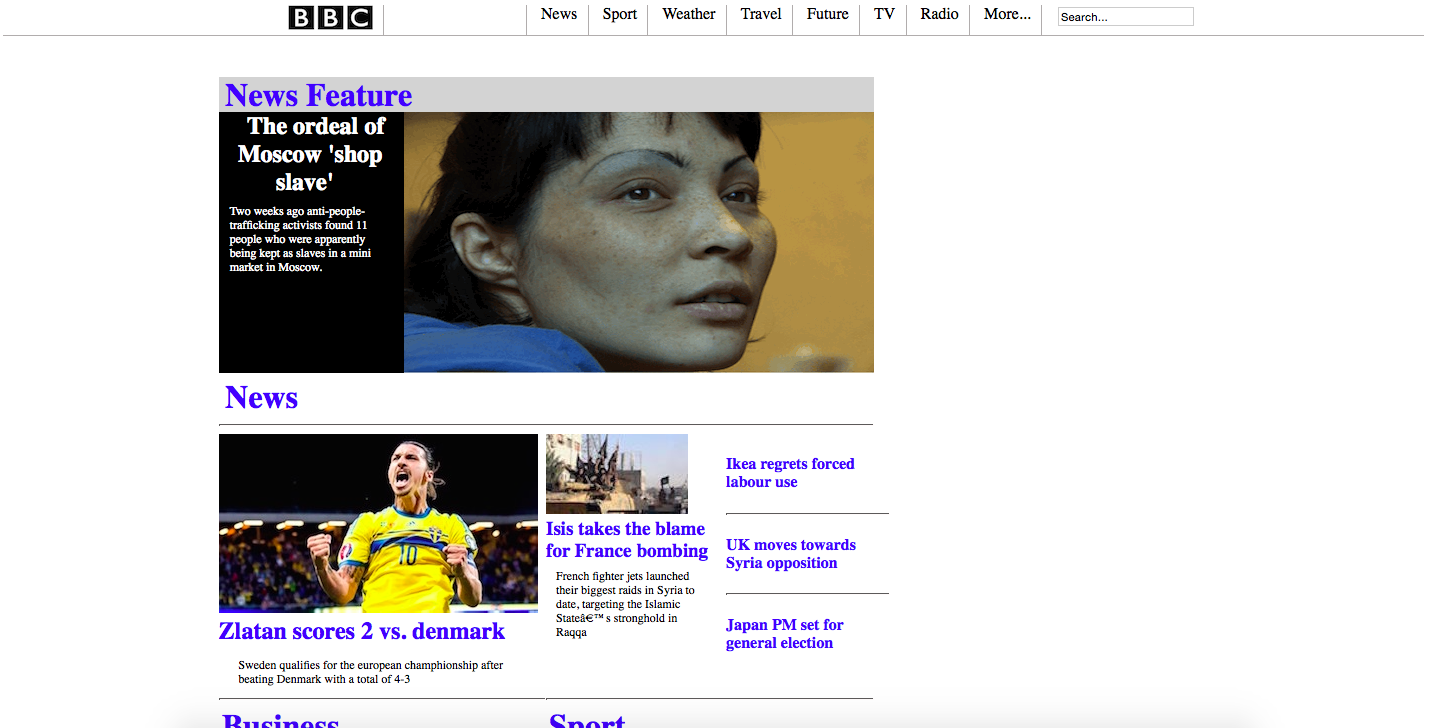 BBC
News Sport Weather Travel Future TV Radio More... Search...
News Feature
The ordeal of
Moscow 'shop
slave'
Two weeks ago anti-people-
trafficking activists found 11
people who were apparently
being kept as slaves in a mini
market in Moscow.
News
10
Zlatan scores 2 vs. denmark
Sweden qualifies for the european champhionship after
beating Denmark with a total of 4-3
Isis takes the blame
for France bombing
French fighter jets launched
their biggest raids in Syria to
date, targeting the Islamic
Stateâ€™s stronghold in
Raqqa
Ikea regrets forced
labour use
UK moves towards
Syria opposition
Japan PM set for
general election
Business
Sport